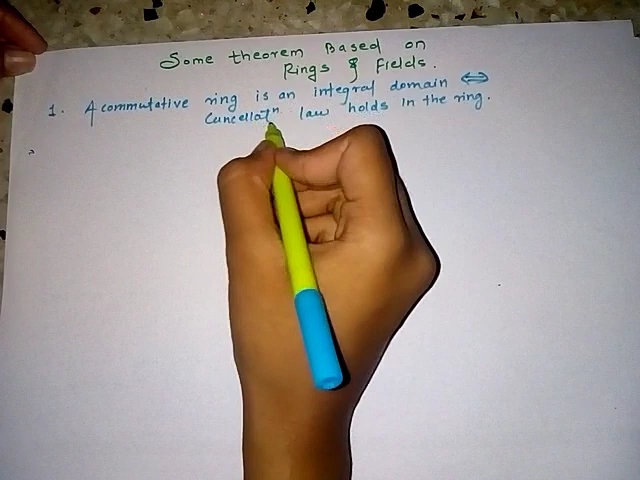 Some theorem Based on
Rings & Fields.
1. A commutative ring is an integral domain ⇔
Cancellatⁿ law holds in the ring.